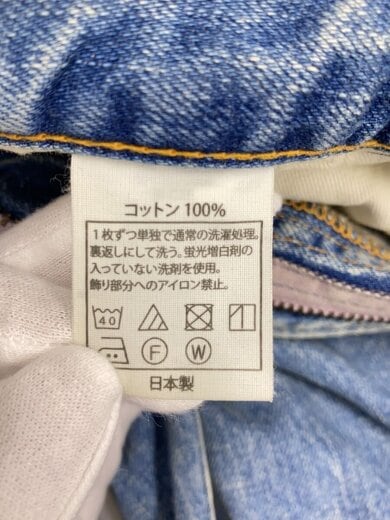 コットン 100%
1枚ずつ単独で通常の洗濯処理。
裏返しにして洗う。蛍光増白剤の
入っていない洗剤を使用。
飾り部分へのアイロン禁止。
40
F W
日本製